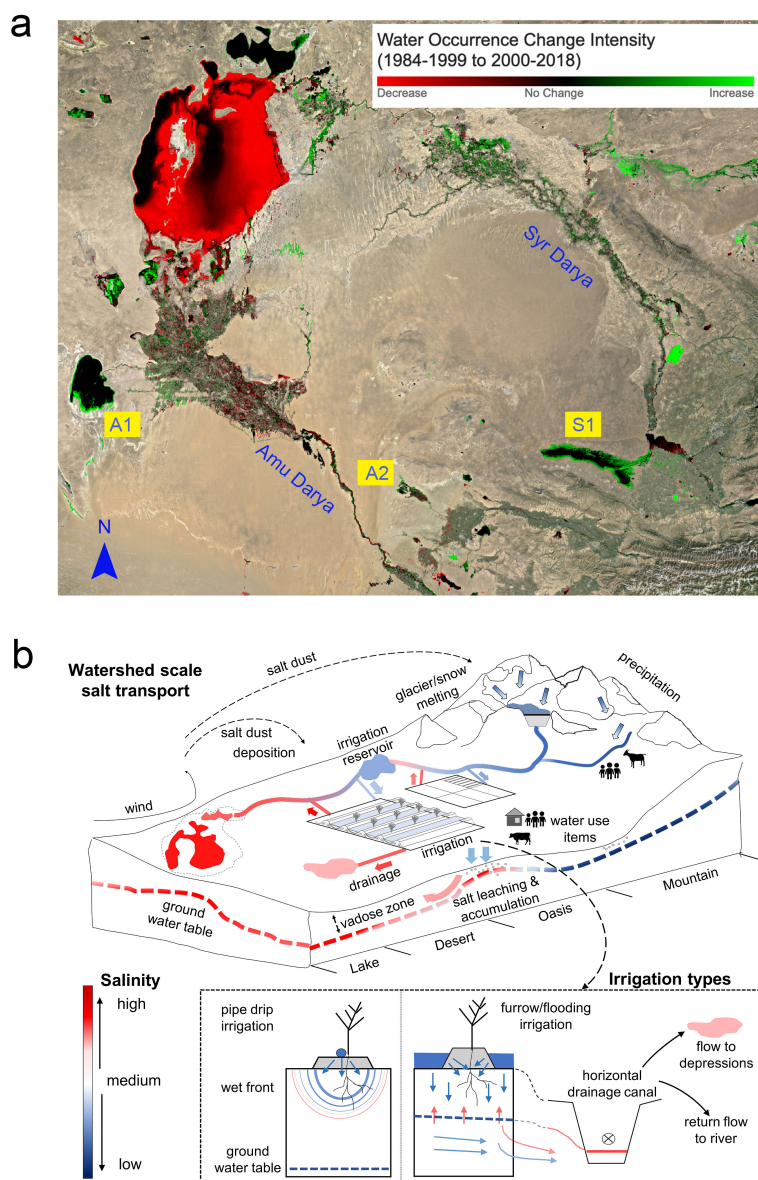 a
Water Occurrence Change Intensity
(1984-1999 to 2000-2018)
Decrease
No Change
Increase
Syr Darya
A1
S1
A2
Amu Darya
N
b
Watershed scale
salt transport
salt dust
glacier/snow
melting
precipitation
salt dust
deposition
irrigation
reservoir
wind
water use
items
irrigation
drainage
ground
water table
vadose zone
salt leaching &
accumulation
Lake
Desert
Oasis
Mountain
Salinity
high
medium
low
Irrigation types
pipe drip
irrigation
wet front
ground
water table
furrow/flooding
irrigation
horizontal
drainage canal
flow to
depressions
return flow
to river